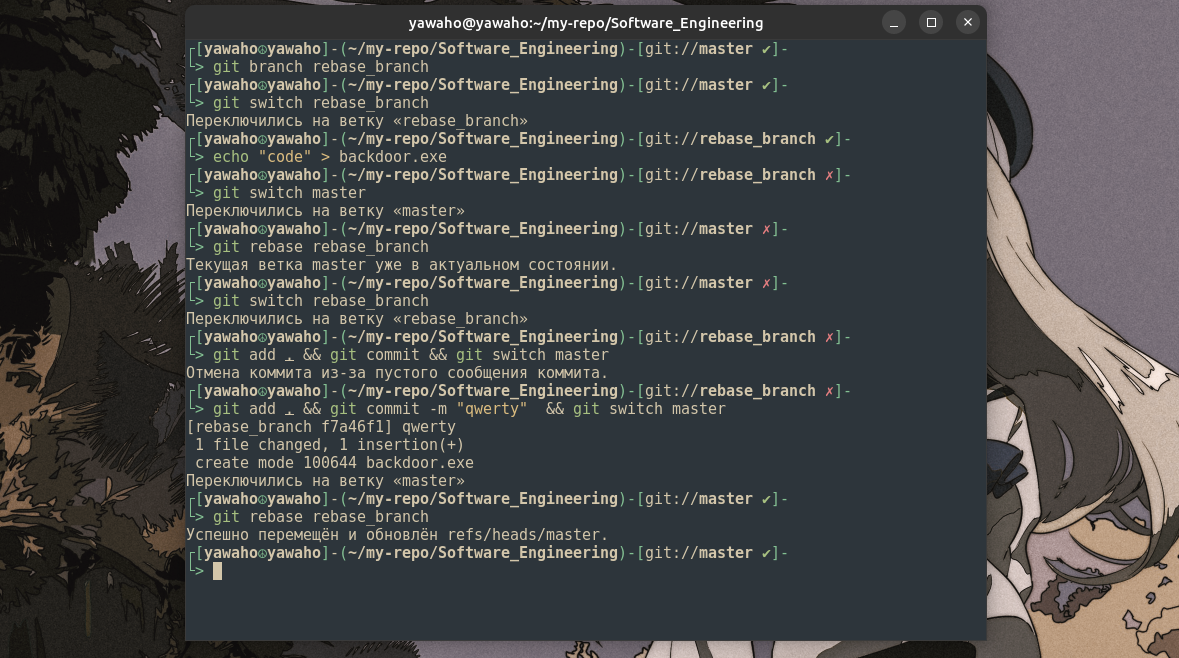 yawaho@yawaho:~/my-repo/Software_Engineering
┌[yawaho☮yawaho]-(~/my-repo/Software_Engineering)-[git://master ✔]-
└> git branch rebase_branch
┌[yawaho☮yawaho]-(~/my-repo/Software_Engineering)-[git://master ✔]-
└> git switch rebase_branch
Переключились на ветку «rebase_branch»
┌[yawaho☮yawaho]-(~/my-repo/Software_Engineering)-[git://rebase_branch ✔]-
└> echo "code" > backdoor.exe
┌[yawaho☮yawaho]-(~/my-repo/Software_Engineering)-[git://rebase_branch ✗]-
└> git switch master
Переключились на ветку «master»
┌[yawaho☮yawaho]-(~/my-repo/Software_Engineering)-[git://master ✗]-
└> git rebase rebase_branch
Текущая ветка master уже в актуальном состоянии.
┌[yawaho☮yawaho]-(~/my-repo/Software_Engineering)-[git://master ✗]-
└> git switch rebase_branch
Переключились на ветку «rebase_branch»
┌[yawaho☮yawaho]-(~/my-repo/Software_Engineering)-[git://rebase_branch ✗]-
└> git add . && git commit && git switch master
Отмена коммита из-за пустого сообщения коммита.
┌[yawaho☮yawaho]-(~/my-repo/Software_Engineering)-[git://rebase_branch ✗]-
└> git add . && git commit -m "qwerty"  && git switch master
[rebase_branch f7a46f1] qwerty
 1 file changed, 1 insertion(+)
 create mode 100644 backdoor.exe
Переключились на ветку «master»
┌[yawaho☮yawaho]-(~/my-repo/Software_Engineering)-[git://master ✔]-
└> git rebase rebase_branch
Успешно перемещён и обновлён refs/heads/master.
┌[yawaho☮yawaho]-(~/my-repo/Software_Engineering)-[git://master ✔]-
└>